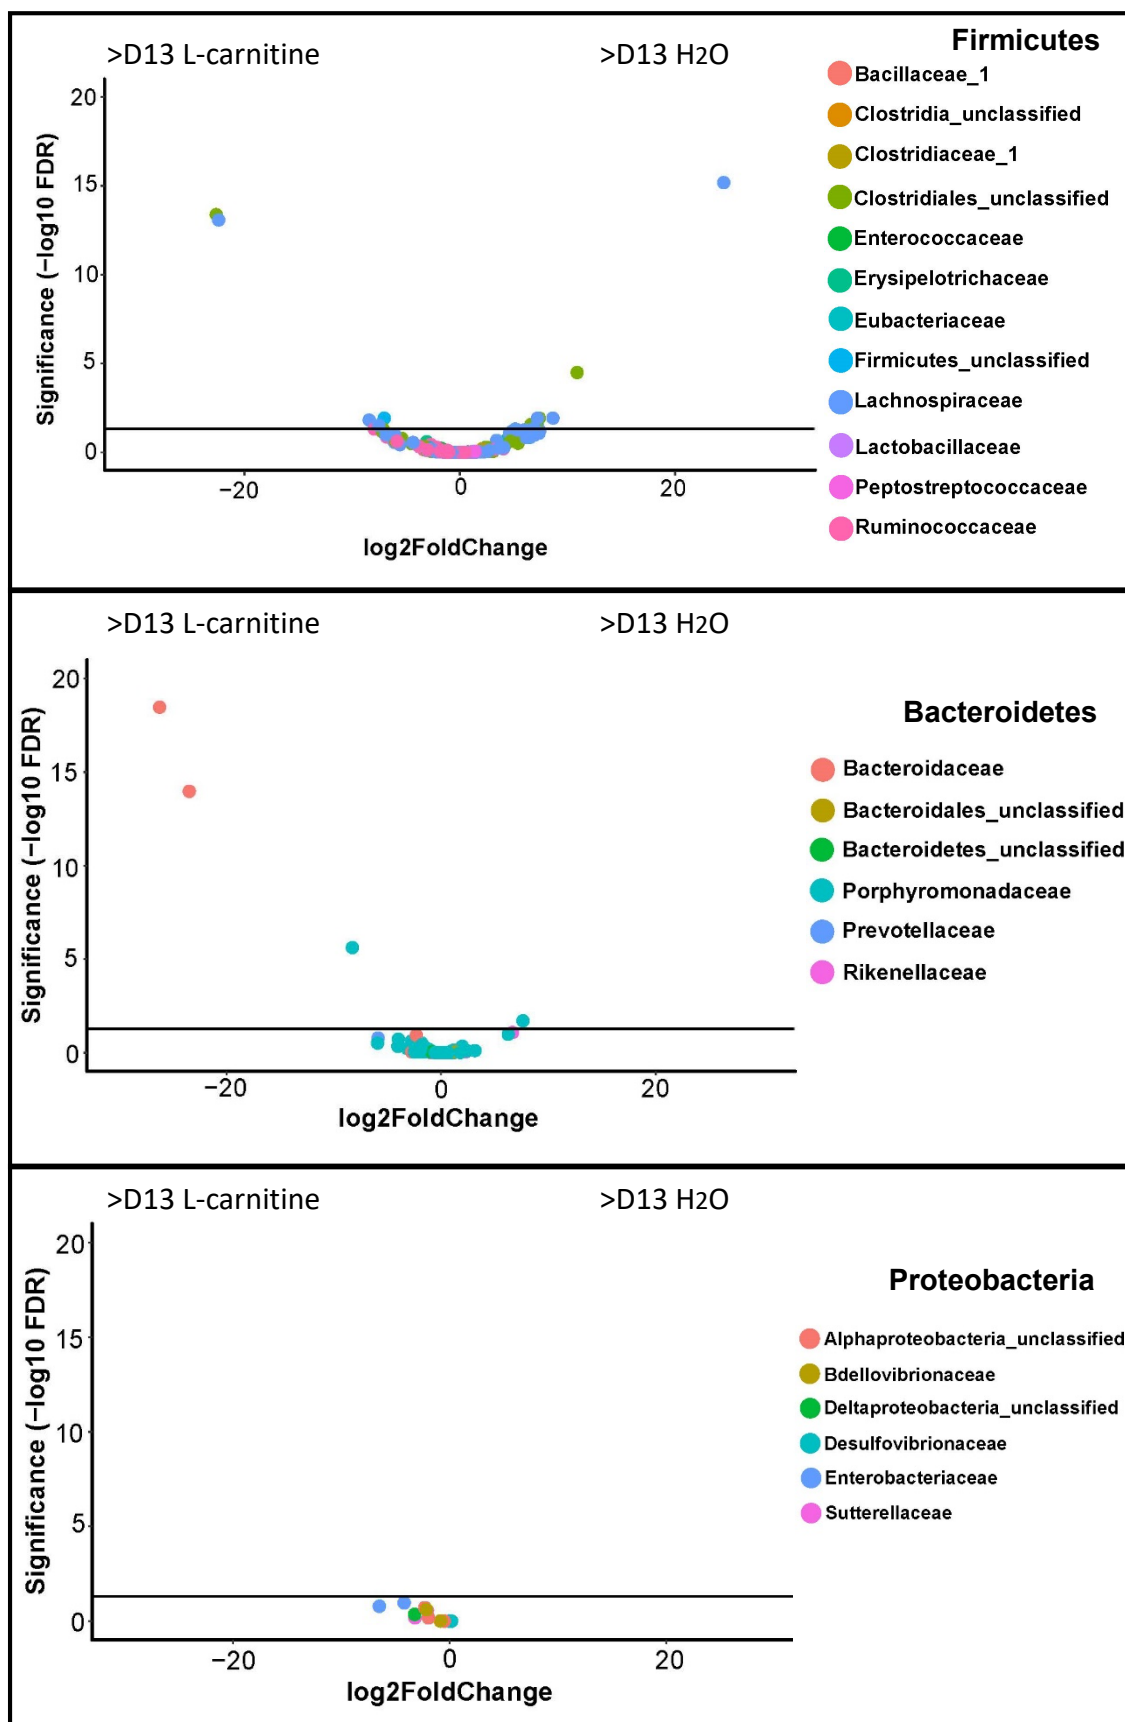 >D13 L-carnitine
>D13 H2O
Firmicutes
Bacillaceae_1
Clostridia_unclassified
Clostridiaceae_1
Clostridiales_unclassified
Enterococcaceae
Erysipelotrichaceae
Eubacteriaceae
Firmicutes_unclassified
Lachnospiraceae
Lactobacillaceae
Peptostreptococcaceae
Ruminococcaceae
Significance (−log10 FDR)
20
15
10
5
0
−20
0
20
log2FoldChange
>D13 L-carnitine
>D13 H2O
Bacteroidetes
Bacteroidaceae
Bacteroidales_unclassified
Bacteroidetes_unclassified
Porphyromonadaceae
Prevotellaceae
Rikenellaceae
Significance (−log10 FDR)
20
15
10
5
0
−20
0
20
log2FoldChange
>D13 L-carnitine
>D13 H2O
Proteobacteria
Alphaproteobacteria_unclassified
Bdellovibrionaceae
Deltaproteobacteria_unclassified
Desulfovibrionaceae
Enterobacteriaceae
Sutterellaceae
Significance (−log10 FDR)
20
15
10
5
0
−20
0
20
log2FoldChange